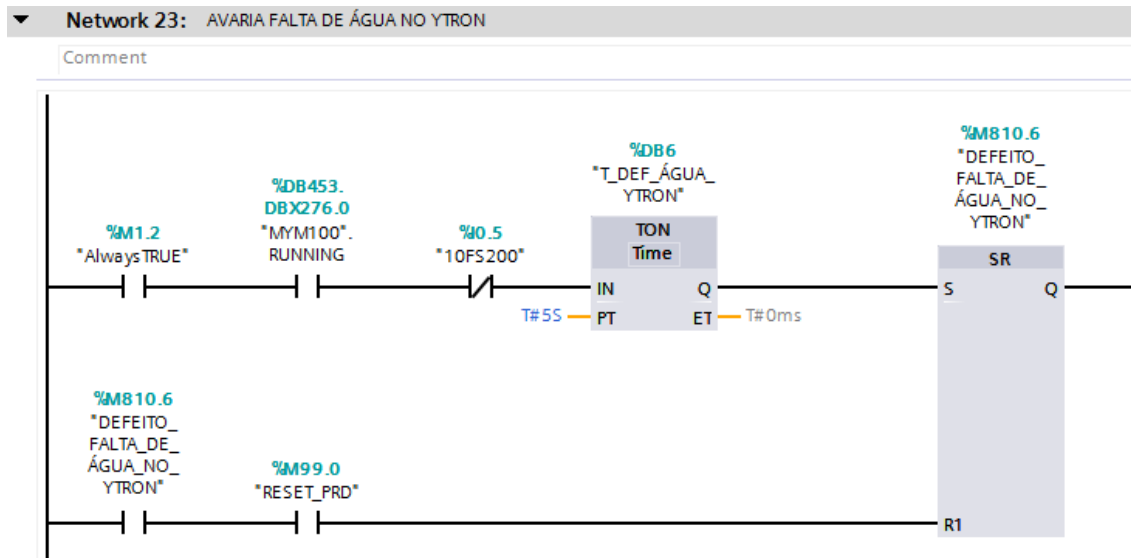 Network 23: AVARIA FALTA DE ÁGUA NO YTRON
Comment
%M1.2
"AlwaysTRUE"
%DB453.
DBX276.0
"MYM100".
RUNNING
%I0.5
"10FS200"
%DB6
"T_DEF_ÁGUA_
YTRON"
TON
Time
IN Q
T#5S PT ET T#0ms
%M810.6
"DEFEITO_
FALTA_DE_
ÁGUA_NO_
YTRON"
SR
S Q
%M810.6
"DEFEITO_
FALTA_DE_
ÁGUA_NO_
YTRON"
%M99.0
"RESET_PRD"
R1